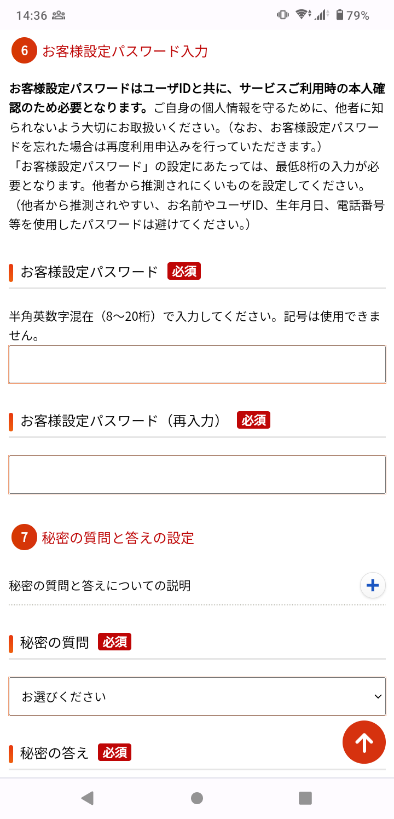 14:36
79%
6 お客様設定パスワード入力
お客様設定パスワードはユーザIDと共に、サービスご利用時の本人確
認のため必要となります。ご自身の個人情報を守るために、他者に知
られないよう大切にお取扱いください。（なお、お客様設定パスワー
ドを忘れた場合は再度利用申込みを行っていただきます。）
「お客様設定パスワード」の設定にあたっては、最低8桁の入力が必
要となります。他者から推測されにくいものを設定してください。
（他者から推測されやすい、お名前やユーザID、生年月日、電話番号
等を使用したパスワードは避けてください。）
お客様設定パスワード 必須
半角英数字混在（8～20桁）で入力してください。記号は使用できま
せん。
お客様設定パスワード（再入力） 必須
7 秘密の質問と答えの設定
秘密の質問と答えについての説明
秘密の質問 必須
お選びください
秘密の答え 必須